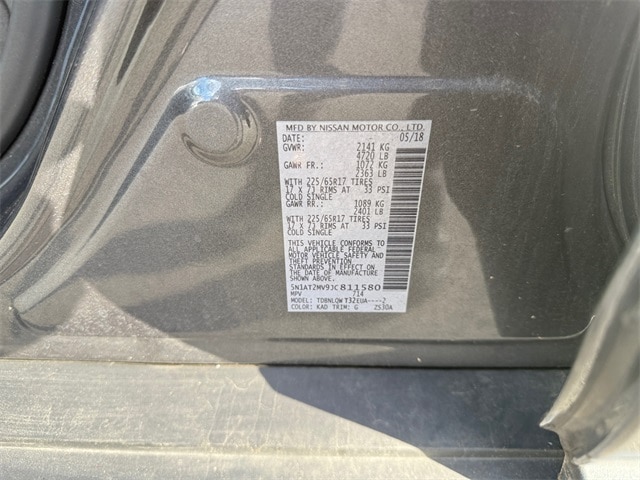 MFD BY NISSAN MOTOR CO., LTD.
DATE: 05/18
GVWR: 2141 KG
4720 LB
GAWR FR.: 1072 KG
2363 LB
WITH 225/65R17 TIRES
17 X 7J RIMS AT 33 PSI
COLD SINGLE
GAWR RR.: 1089 KG
2401 LB
WITH 225/65R17 TIRES
17 X 7J RIMS AT 33 PSI
COLD SINGLE
THIS VEHICLE CONFORMS TO
ALL APPLICABLE FEDERAL
MOTOR VEHICLE SAFETY AND
THEFT PREVENTION
STANDARDS IN EFFECT ON
THE DATE OF MANUFACTURE
SHOWN ABOVE.
5N1AT2MV9JC811580
MPV 714
MODEL: TDBNLQWT32EUA----2
COLOR: KAD TRIM: G 2530A